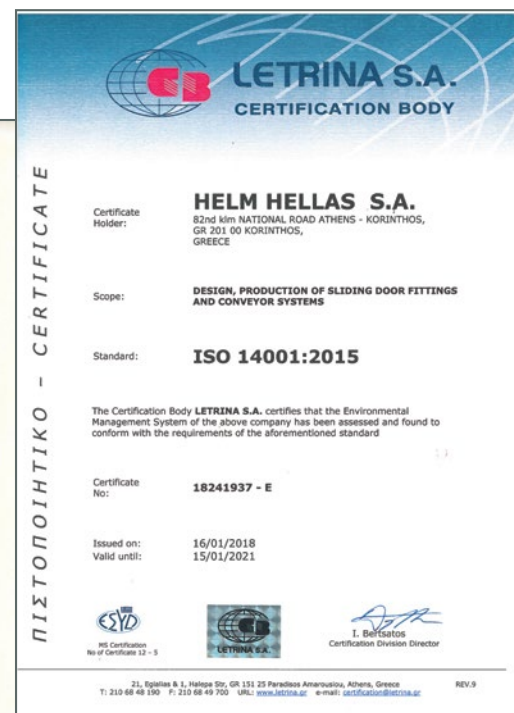 CB
LETRINA S.A.
CERTIFICATION BODY
ΠΙΣΤΟΠΟΙΗΤΙΚΟ – CERTIFICATE
Certificate
Holder:
HELM HELLAS S.A.
82nd klm NATIONAL ROAD ATHENS - KORINTHOS,
GR 201 00 KORINTHOS,
GREECE
Scope:
DESIGN, PRODUCTION OF SLIDING DOOR FITTINGS
AND CONVEYOR SYSTEMS
Standard:
ISO 14001:2015
The Certification Body LETRINA S.A. certifies that the Environmental
Management System of the above company has been assessed and found to
conform with the requirements of the aforementioned standard
Certificate
No:
18241937 - E
Issued on: 16/01/2018
Valid until: 15/01/2021
ESYD
MS Certification
No of Certificate 12 – 5
CB
LETRINA S.A.
I. Bertsatos
Certification Division Director
21, Egialias & 1, Halepa Str, GR 151 25 Paradisos Amarousiou, Athens, Greece REV.9
T: 210 68 48 190 F: 210 68 49 700 URL: www.letrina.gr e-mail: certification@letrina.gr